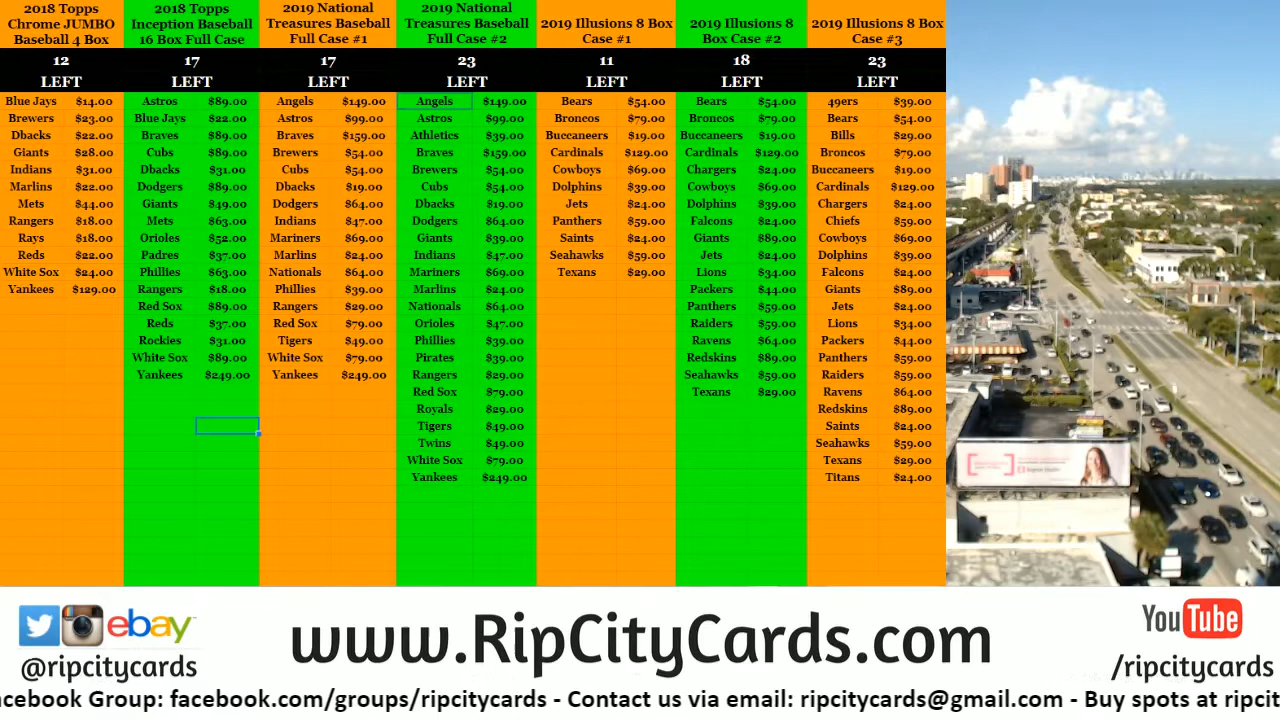 2018 Topps
Chrome JUMBO
Baseball 4 Box
12
LEFT
Blue Jays $14.00
Brewers $23.00
Dbacks $22.00
Giants $28.00
Indians $31.00
Marlins $22.00
Mets $44.00
Rangers $18.00
Rays $18.00
Reds $22.00
White Sox $24.00
Yankees $129.00
2018 Topps
Inception Baseball
16 Box Full Case
17
LEFT
Astros $89.00
Blue Jays $22.00
Braves $89.00
Cubs $89.00
Dbacks $31.00
Dodgers $89.00
Giants $49.00
Mets $63.00
Orioles $52.00
Padres $37.00
Phillies $63.00
Rangers $18.00
Red Sox $89.00
Reds $37.00
Rockies $31.00
White Sox $89.00
Yankees $249.00
2019 National
Treasures Baseball
Full Case #1
17
LEFT
Angels $149.00
Astros $99.00
Braves $159.00
Brewers $54.00
Cubs $54.00
Dbacks $19.00
Dodgers $64.00
Indians $47.00
Mariners $69.00
Marlins $24.00
Nationals $64.00
Phillies $39.00
Rangers $29.00
Red Sox $79.00
Tigers $49.00
White Sox $79.00
Yankees $249.00
2019 National
Treasures Baseball
Full Case #2
23
LEFT
Angels $149.00
Astros $99.00
Athletics $39.00
Braves $159.00
Brewers $54.00
Cubs $54.00
Dbacks $19.00
Dodgers $64.00
Giants $39.00
Indians $47.00
Mariners $69.00
Marlins $24.00
Nationals $64.00
Orioles $47.00
Phillies $39.00
Pirates $39.00
Rangers $29.00
Red Sox $79.00
Royals $29.00
Tigers $49.00
Twins $49.00
White Sox $79.00
Yankees $249.00
2019 Illusions 8 Box
Case #1
11
LEFT
Bears $54.00
Broncos $79.00
Buccaneers $19.00
Cardinals $129.00
Cowboys $69.00
Dolphins $39.00
Jets $24.00
Panthers $59.00
Saints $24.00
Seahawks $59.00
Texans $29.00
2019 Illusions 8
Box Case #2
18
LEFT
Bears $54.00
Broncos $79.00
Buccaneers $19.00
Cardinals $129.00
Chargers $24.00
Cowboys $69.00
Dolphins $39.00
Falcons $24.00
Giants $89.00
Jets $24.00
Lions $34.00
Packers $44.00
Panthers $59.00
Raiders $59.00
Ravens $64.00
Redskins $89.00
Seahawks $59.00
Texans $29.00
2019 Illusions 8 Box
Case #3
23
LEFT
49ers $39.00
Bears $54.00
Bills $29.00
Broncos $79.00
Buccaneers $19.00
Cardinals $129.00
Chargers $24.00
Chiefs $59.00
Cowboys $69.00
Dolphins $39.00
Falcons $24.00
Giants $89.00
Jets $24.00
Lions $34.00
Packers $44.00
Panthers $59.00
Raiders $59.00
Ravens $64.00
Redskins $89.00
Saints $24.00
Seahawks $59.00
Texans $29.00
Titans $24.00
ebay
@ripcitycards
www.RipCityCards.com
YouTube
/ripcitycards
acebook Group: facebook.com/groups/ripcitycards - Contact us via email: ripcitycards@gmail.com - Buy spots at ripcit